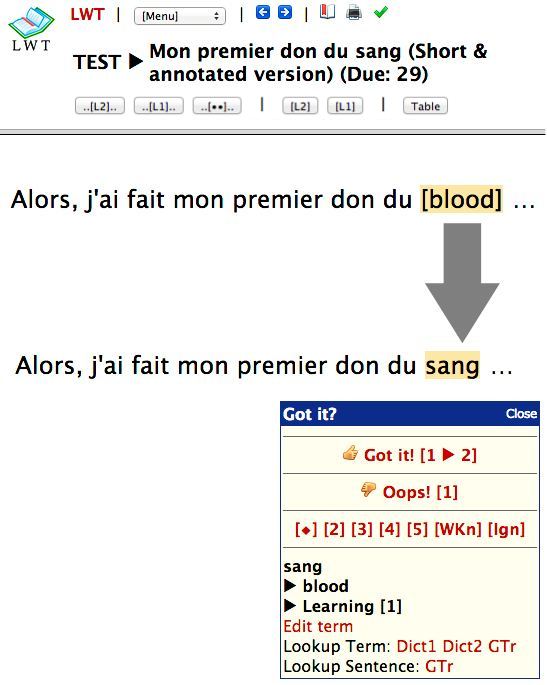 LWT
LWT | [Menu] | | 
TEST ▶ Mon premier don du sang (Short &
annotated version) (Due: 29)
..[L2].. ..[L1].. ..[••].. | [L2] [L1] | Table
Alors, j'ai fait mon premier don du [blood] ...
Alors, j'ai fait mon premier don du sang ...
Got it? Close
Got it! [1 ▶ 2]
Oops! [1]
[◆] [2] [3] [4] [5] [WKn] [Ign]
sang
▶ blood
▶ Learning [1]
Edit term
Lookup Term: Dict1 Dict2 GTr
Lookup Sentence: GTr